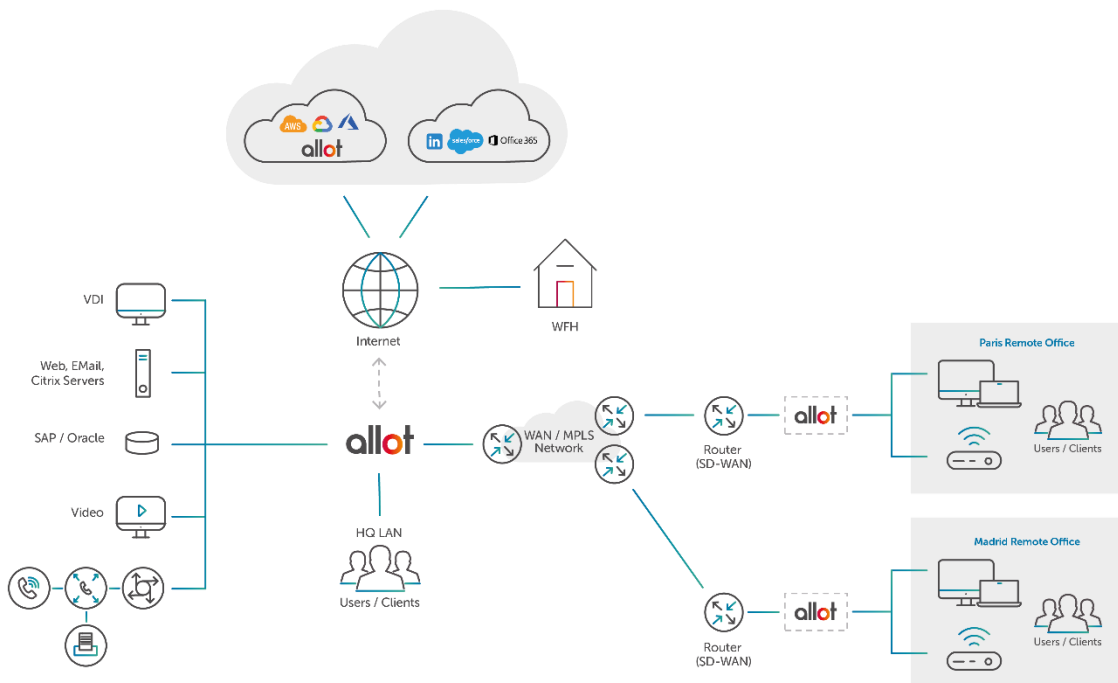 AWS
allot
in
salesforce
Office 365
VDI
Internet
WFH
Web, EMail,
Citrix Servers
SAP / Oracle
allot
WAN / MPLS
Network
Router
(SD-WAN)
allot
Paris Remote Office
Users / Clients
Video
HQ LAN
Users / Clients
Router
(SD-WAN)
allot
Madrid Remote Office
Users / Clients